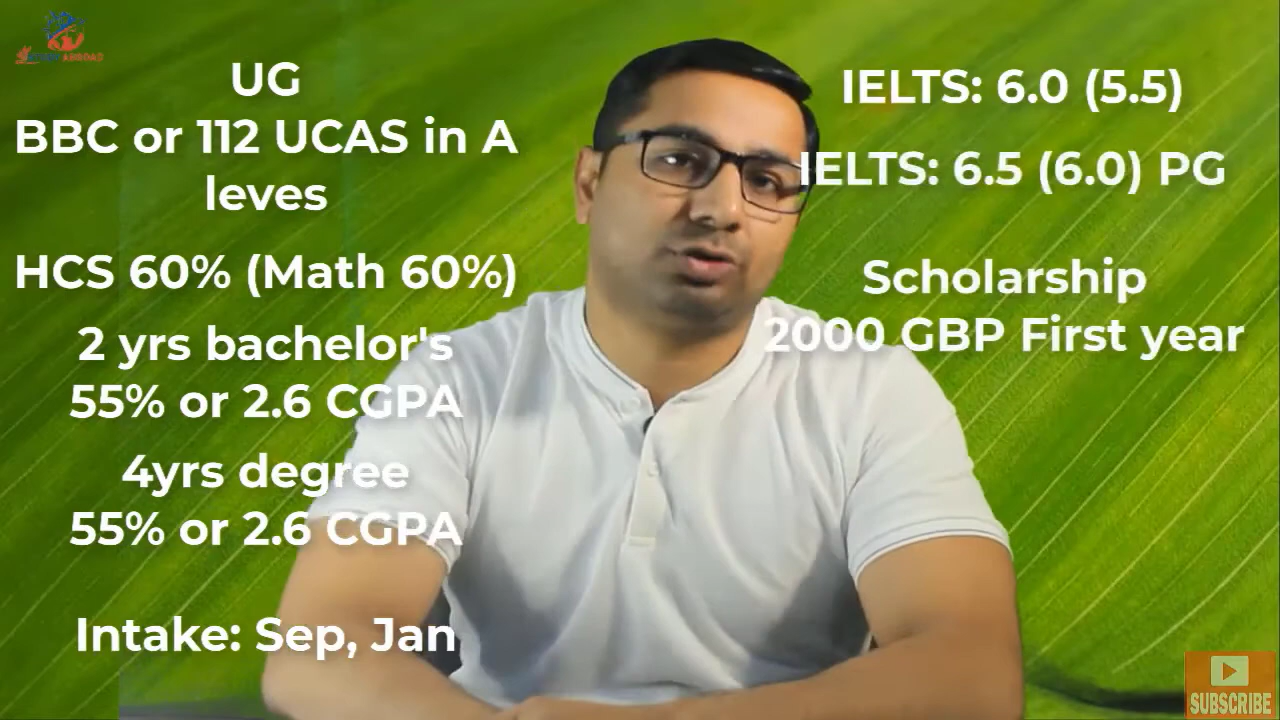 UG
BBC or 112 UCAS in A
leves
HCS 60% (Math 60%)
2 yrs bachelor's
55% or 2.6 CGPA
4yrs degree
55% or 2.6 CGPA
Intake: Sep, Jan
IELTS: 6.0 (5.5)
IELTS: 6.5 (6.0) PG
Scholarship
2000 GBP First year
ABROAD
SUBSCRIBE